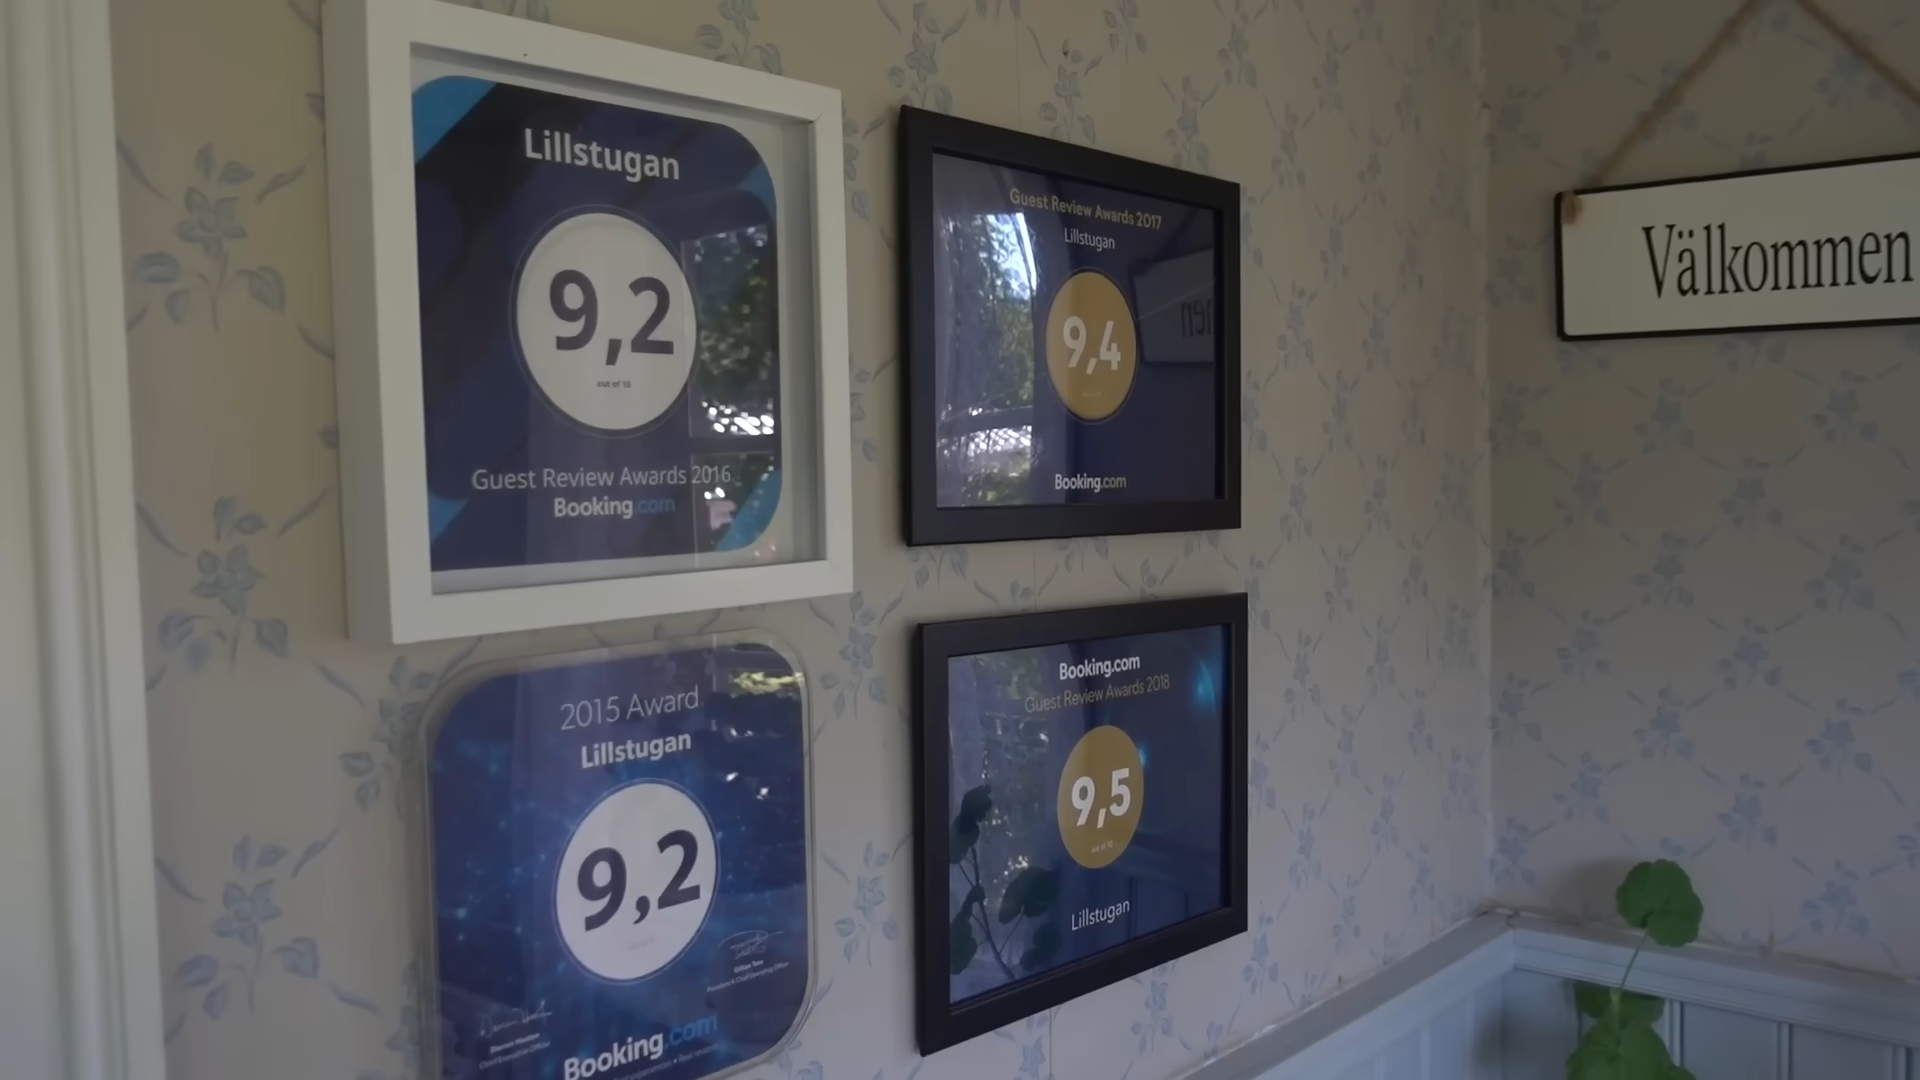 Lillstugan
9,2
out of 10
Guest Review Awards 2016
Booking.com
Guest Review Awards 2017
Lillstugan
9,4
Booking.com
Välkommen
2015 Award
Lillstugan
9,2
Booking.com
Booking.com
Guest Review Awards 2018
9,5
out of 10
Lillstugan